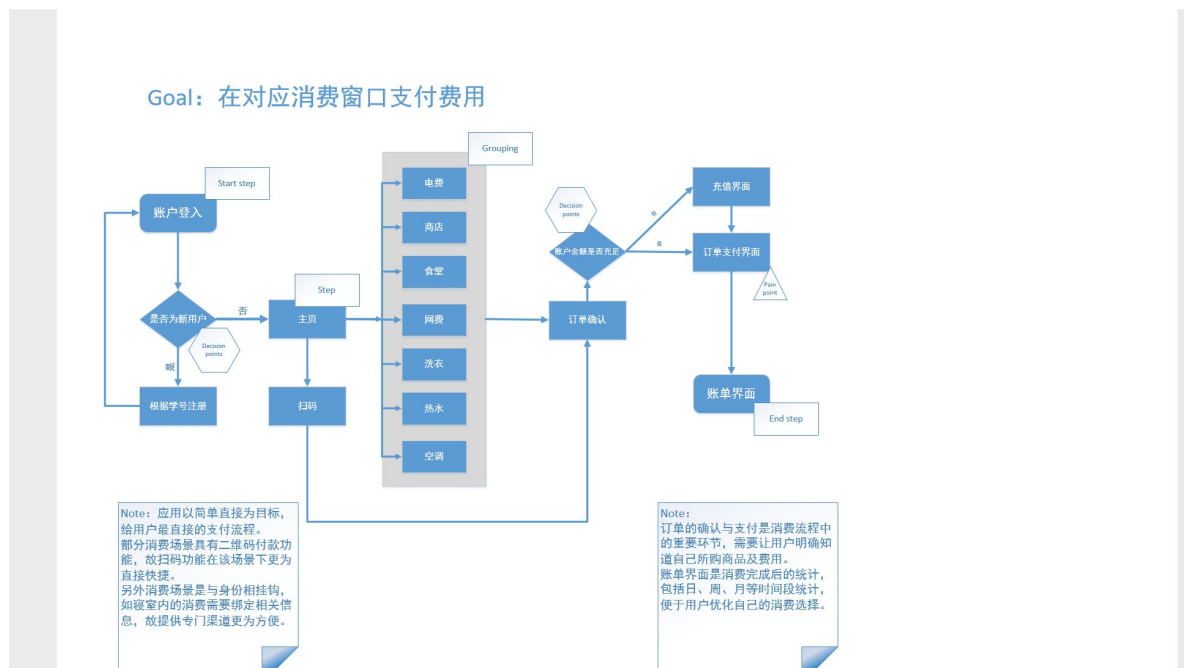 Goal：在对应消费窗口支付费用
Grouping
Start step
账户登入
电费
商店
食堂
网费
洗衣
热水
空调
Step
主页
扫码
是否为新用户
否
是
Decision
points
根据学号注册
Decision
points
账户余额是否充足
否
是
订单确认
充值界面
订单支付界面
Pain
point
账单界面
End step
Note：应用以简单直接为目标，
给用户最直接的支付流程。
部分消费场景具有二维码付款功
能，故扫码功能在该场景下更为
直接快捷。
另外消费场景是与身份相挂钩，
如寝室内的消费需要绑定相关信
息，故提供专门渠道更为方便。
Note：
订单的确认与支付是消费流程中
的重要环节，需要让用户明确知
道自己所购商品及费用。
账单界面是消费完成后的统计，
包括日、周、月等时间段统计，
便于用户优化自己的消费选择。